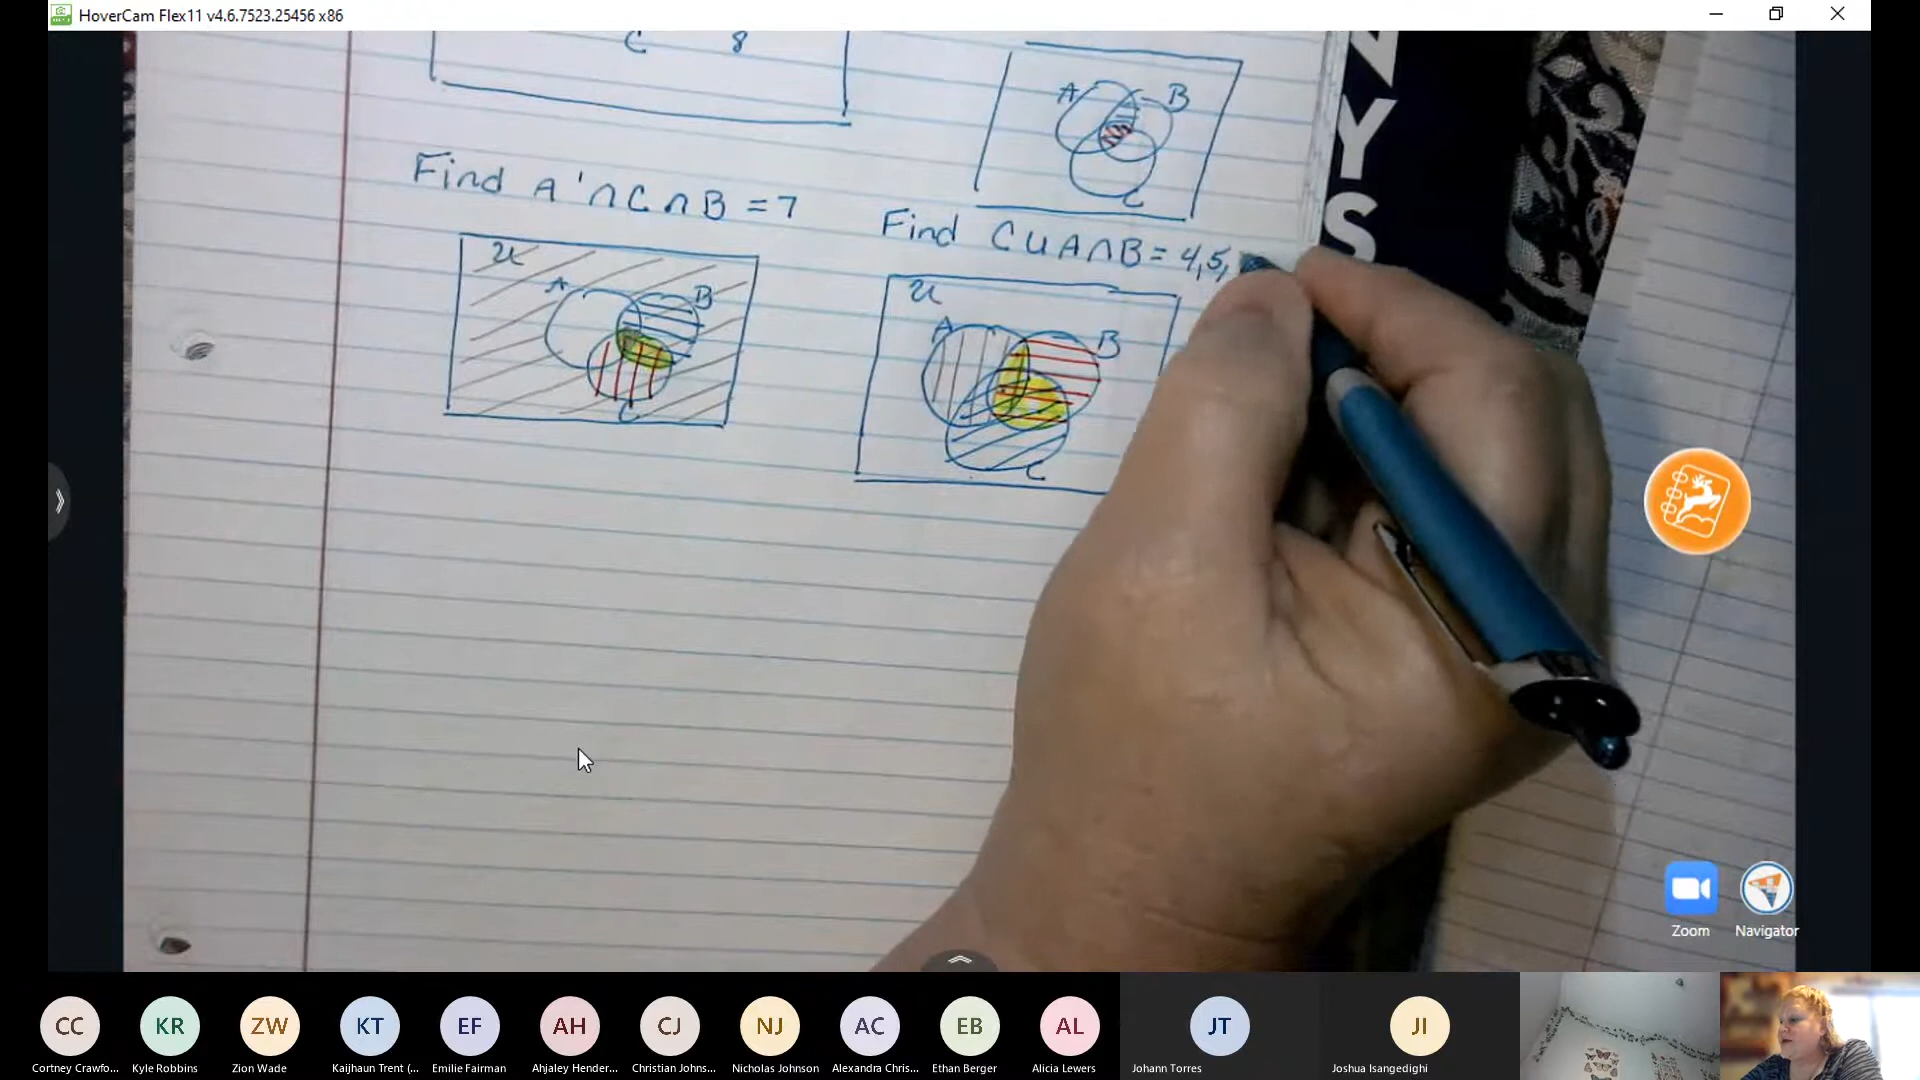 HoverCam Flex11 v4.6.7523.25456 x86
C 8
A B
C
NYS
Find A'∩C∩B = 7
Find C∪A∩B = 4,5,
U
A B
C
U
A B
C
Zoom Navigator
CC KR ZW KT EF AH CJ NJ AC EB AL JT JI
Cortney Crawfo... Kyle Robbins Zion Wade Kaijhaun Trent (... Emilie Fairman Ahjaley Hender... Christian Johns... Nicholas Johnson Alexandra Chris... Ethan Berger Alicia Lewers Johann Torres Joshua Isangedighi